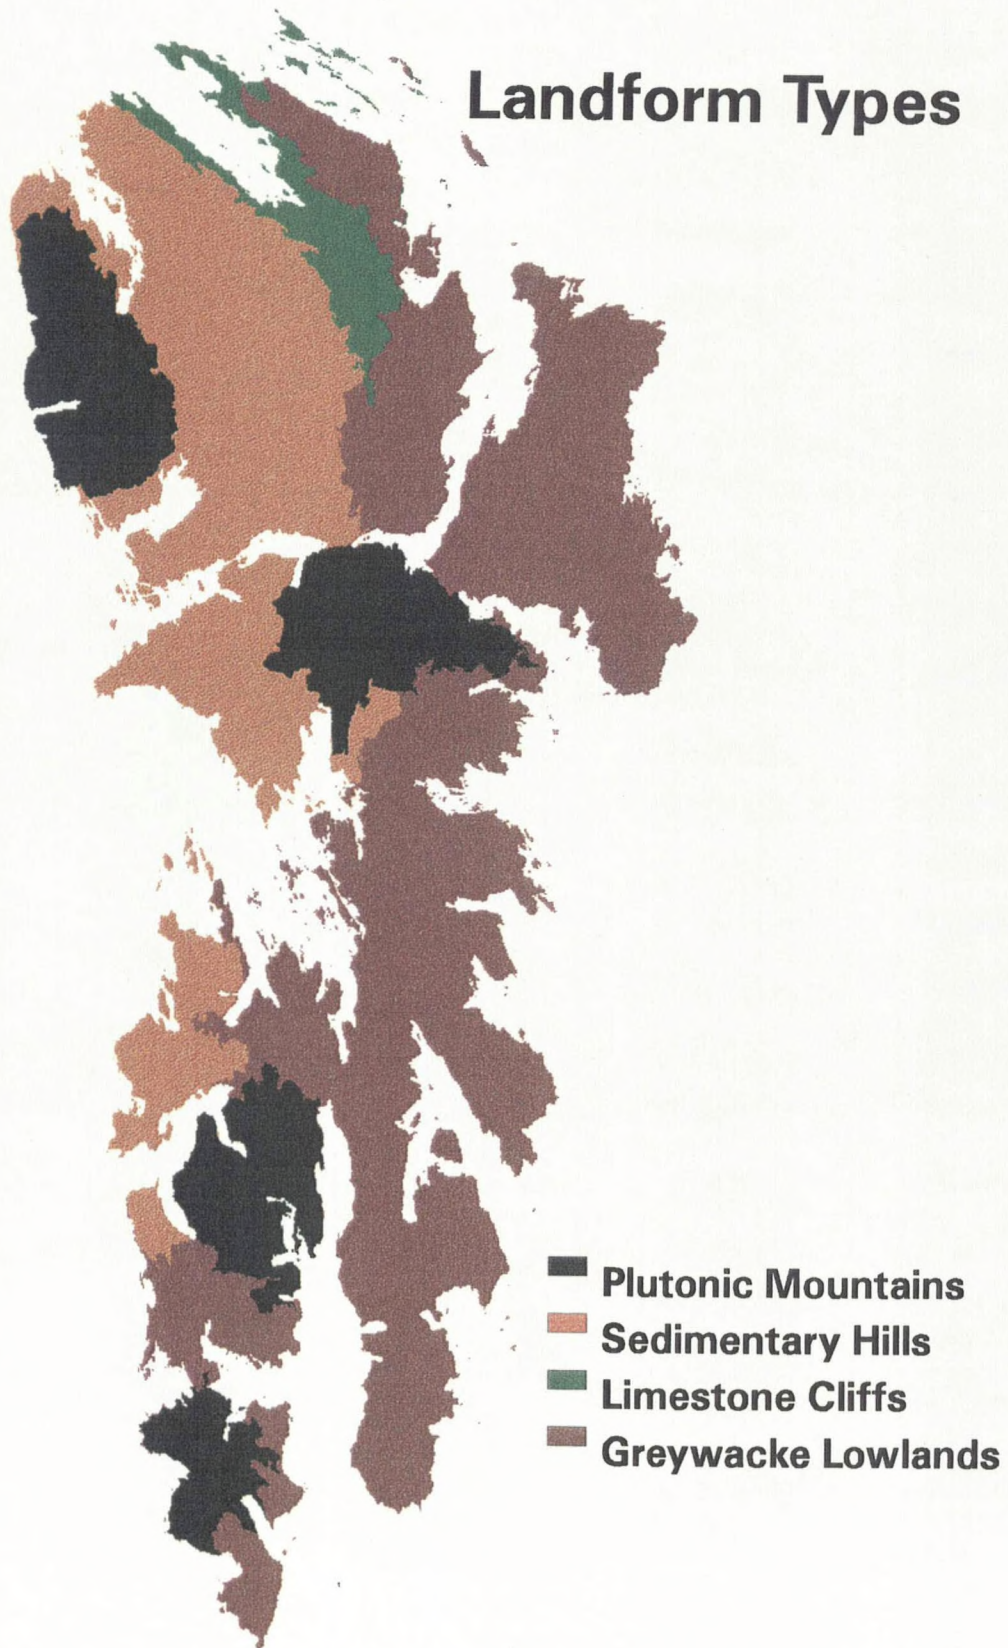 Landform Types
Plutonic Mountains
Sedimentary Hills
Limestone Cliffs
Greywacke Lowlands